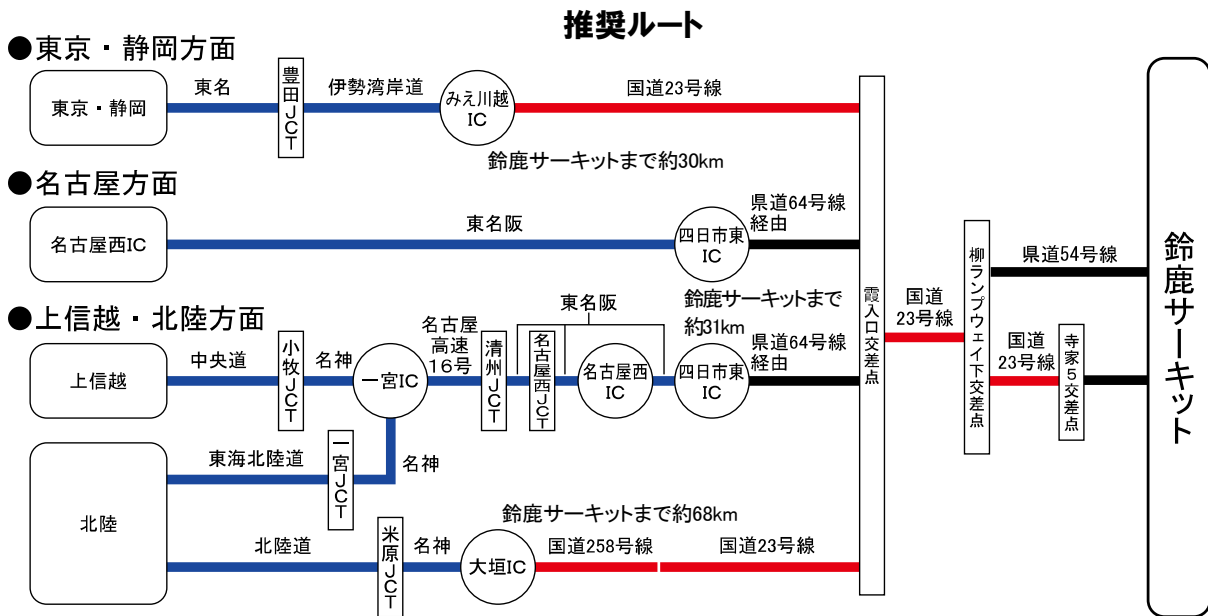 推奨ルート
●東京・静岡方面
東京・静岡
東名
豊田JCT
伊勢湾岸道
みえ川越
IC
国道23号線
鈴鹿サーキットまで約30km
●名古屋方面
名古屋西IC
東名阪
四日市東
IC
県道64号線
経由
鈴鹿サーキットまで
約31km
●上信越・北陸方面
上信越
中央道
小牧JCT
名神
一宮IC
名古屋
高速
16号
清州JCT
東名阪
名古屋西JCT
名古屋西
IC
四日市東
IC
県道64号線
経由
北陸
東海北陸道
一宮JCT
名神
北陸道
米原JCT
名神
大垣IC
鈴鹿サーキットまで約68km
国道258号線
国道23号線
霞入口交差点
国道
23号線
柳ランプウェイ下交差点
県道54号線
国道
23号線
寺家5交差点
鈴鹿サーキット